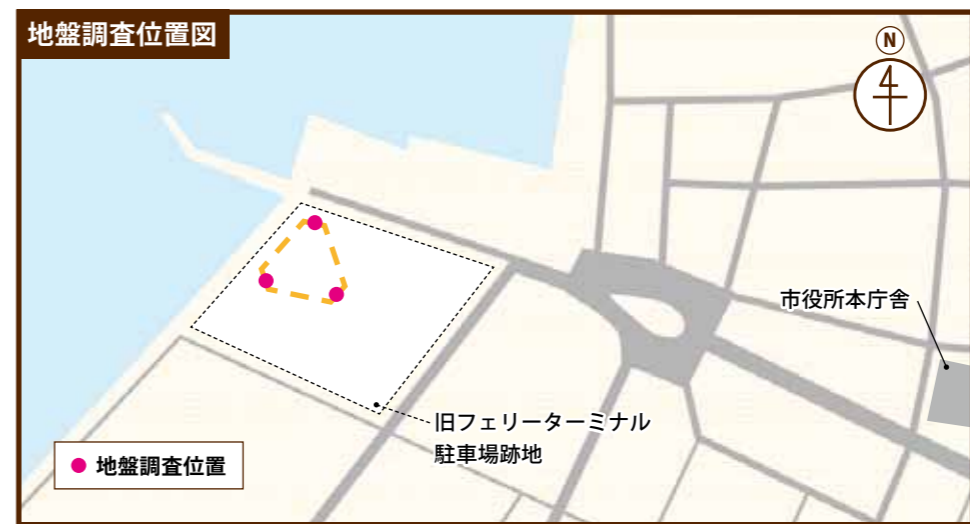 地盤調査位置図
N
市役所本庁舎
旧フェリーターミナル
駐車場跡地
地盤調査位置